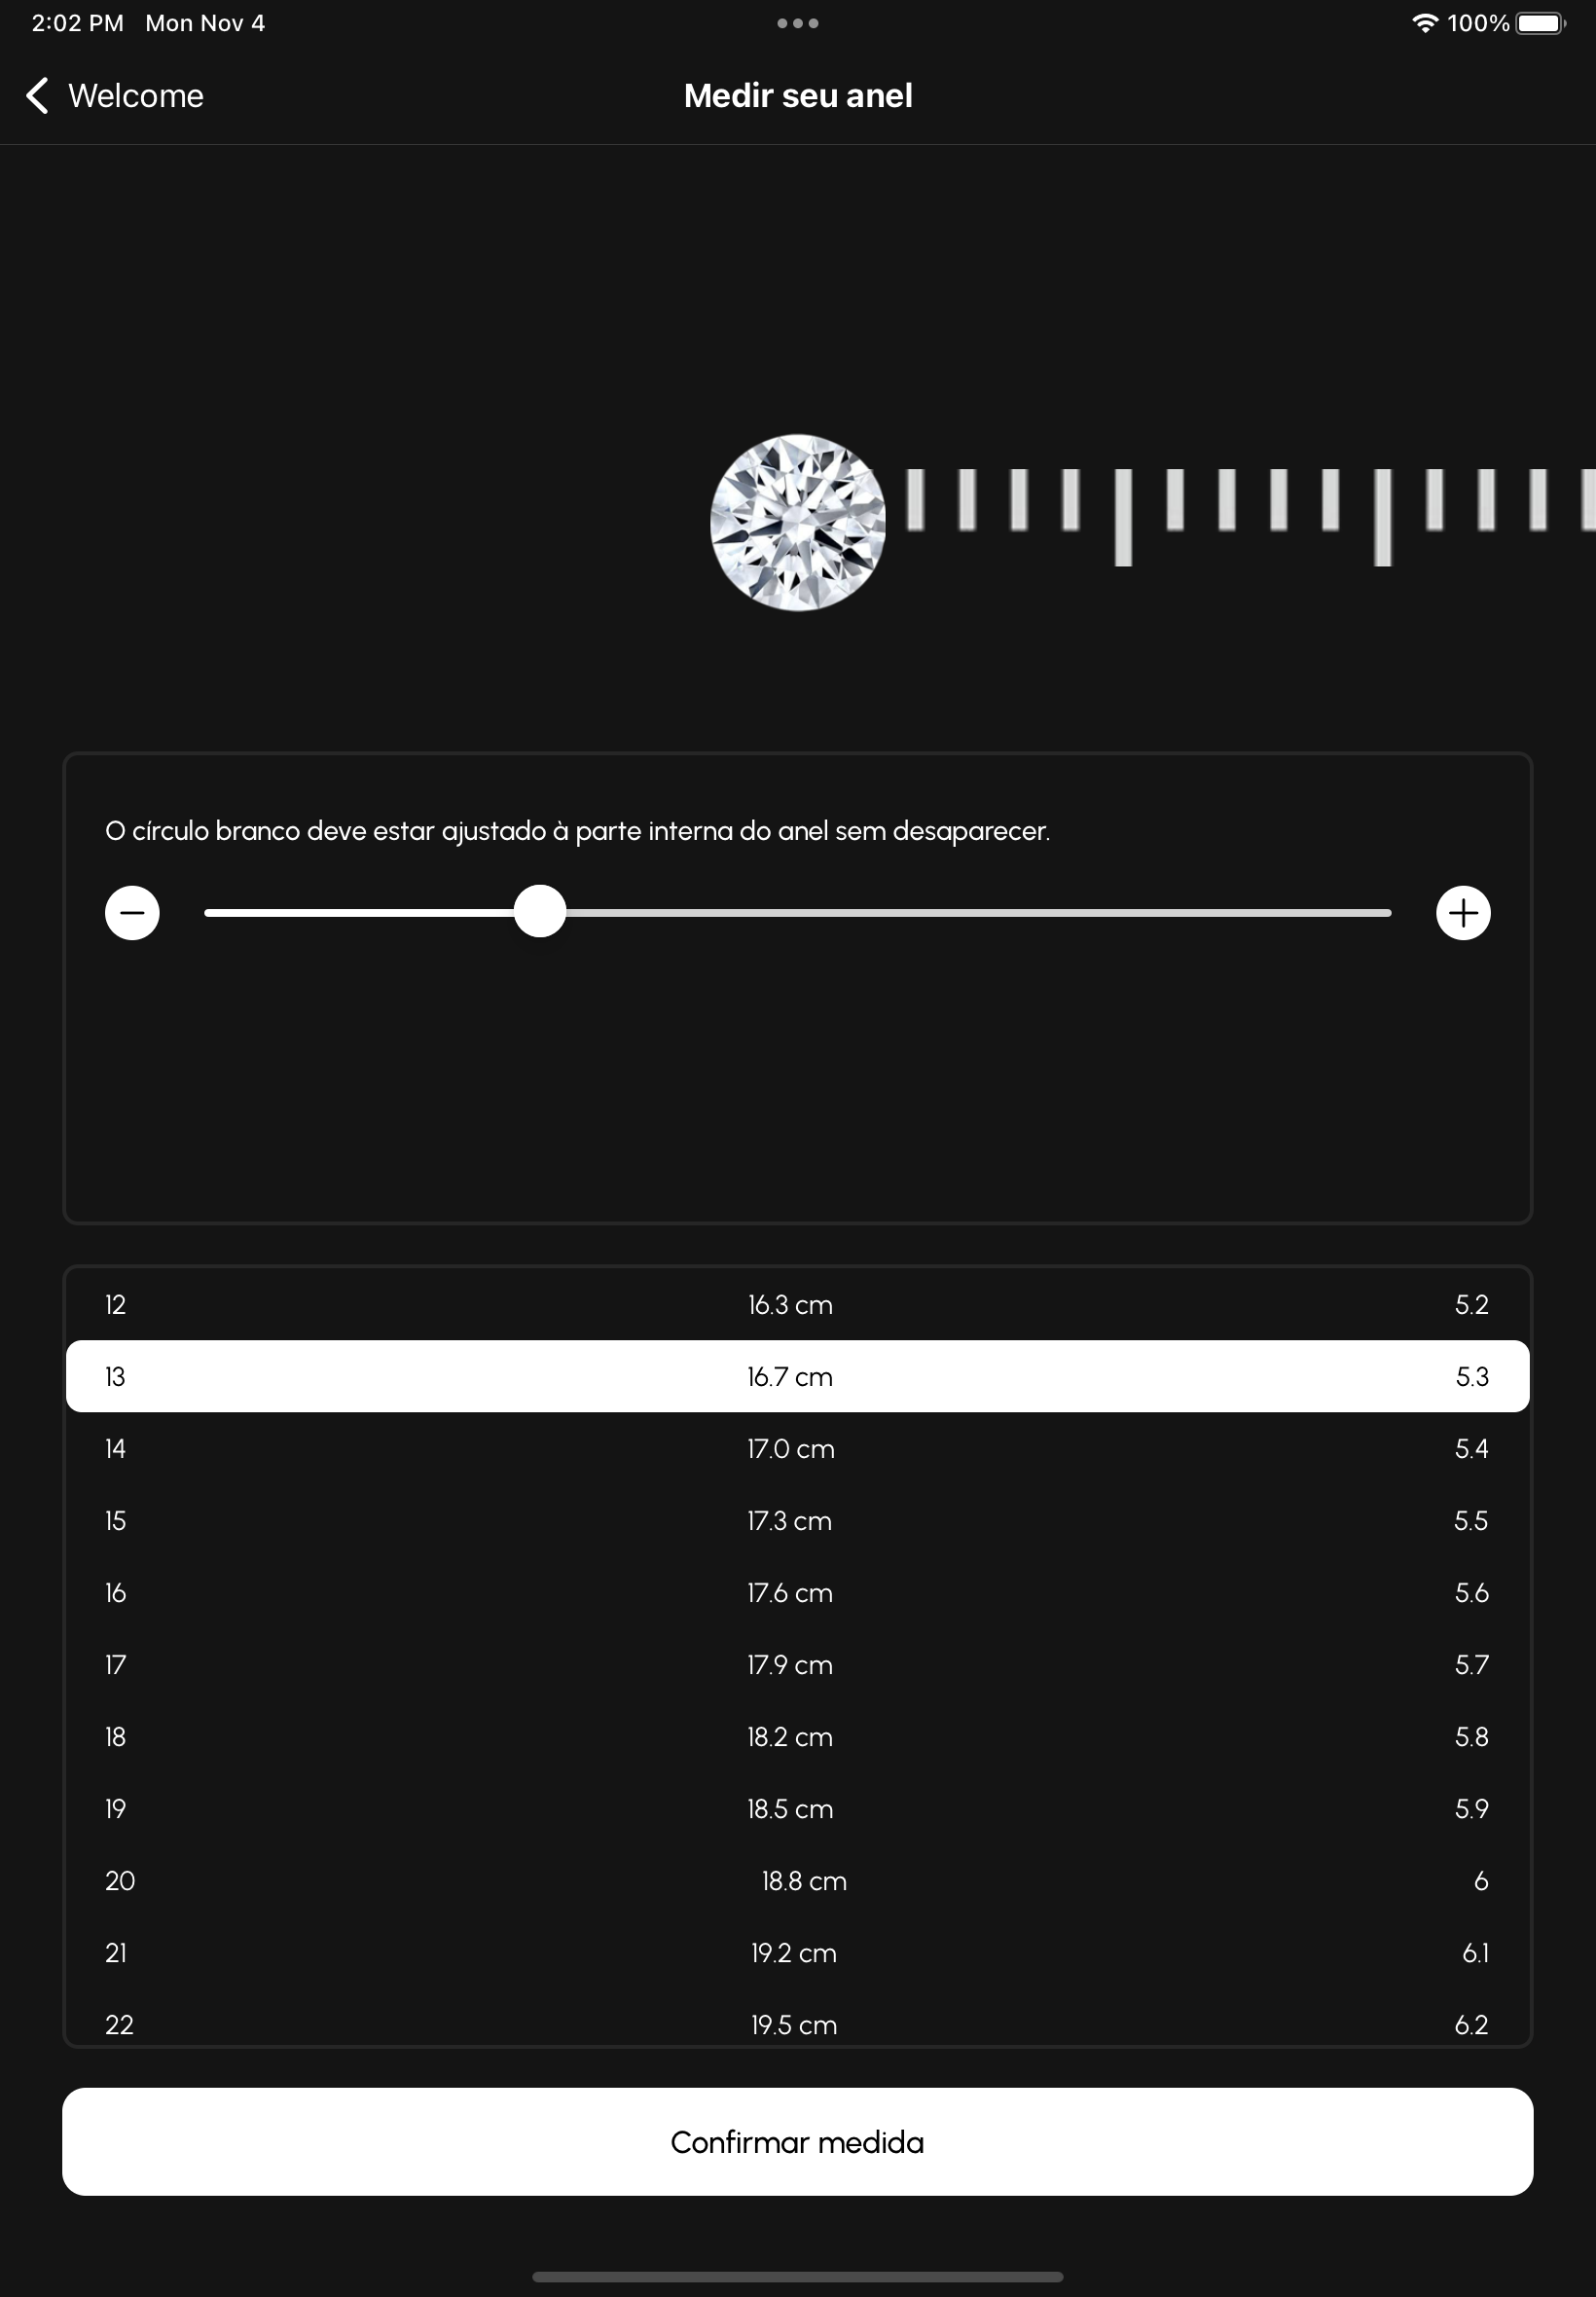 2:02 PM Mon Nov 4 100%
Welcome Medir seu anel
O círculo branco deve estar ajustado à parte interna do anel sem desaparecer.
12 16.3 cm 5.2
13 16.7 cm 5.3
14 17.0 cm 5.4
15 17.3 cm 5.5
16 17.6 cm 5.6
17 17.9 cm 5.7
18 18.2 cm 5.8
19 18.5 cm 5.9
20 18.8 cm 6
21 19.2 cm 6.1
22 19.5 cm 6.2
Confirmar medida